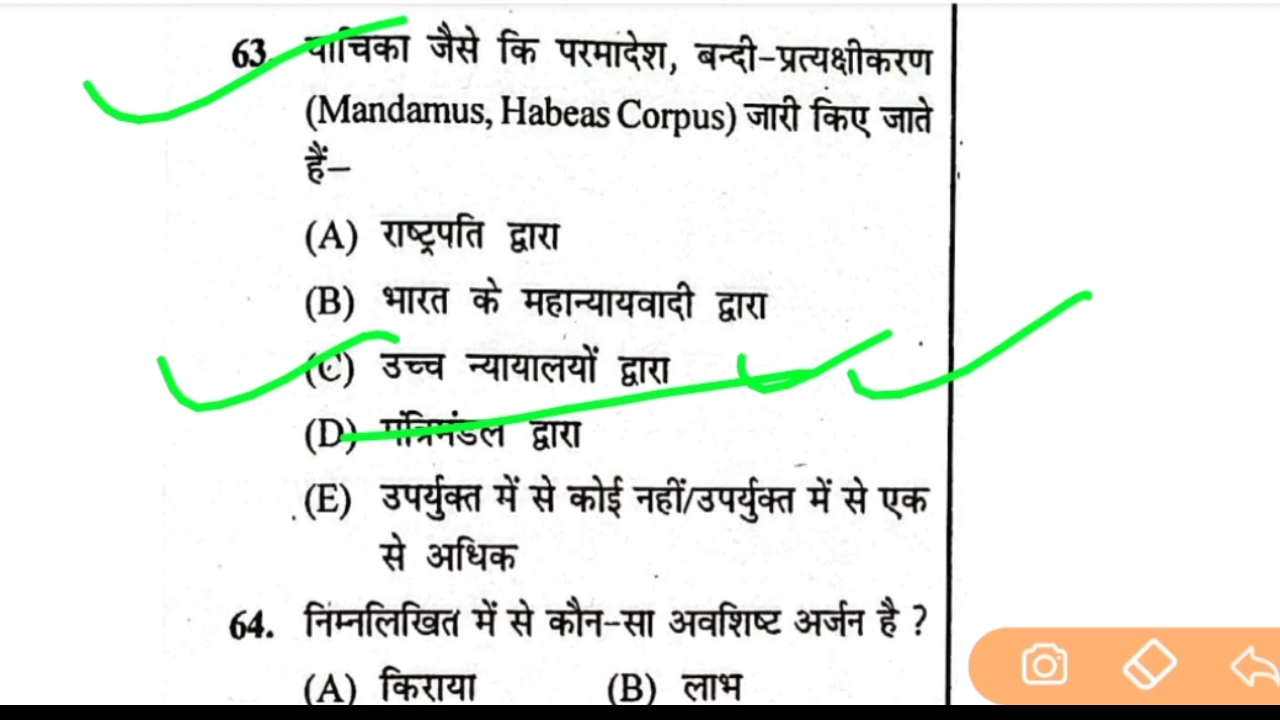 63. याचिका जैसे कि परमादेश, बन्दी-प्रत्यक्षीकरण
(Mandamus, Habeas Corpus) जारी किए जाते
हैं–
(A) राष्ट्रपति द्वारा
(B) भारत के महान्यायवादी द्वारा
(C) उच्च न्यायालयों द्वारा
(D) मंत्रिमंडल द्वारा
(E) उपर्युक्त में से कोई नहीं/उपर्युक्त में से एक
से अधिक
64. निम्नलिखित में से कौन-सा अवशिष्ट अर्जन है ?
(A) किराया (B) लाभ